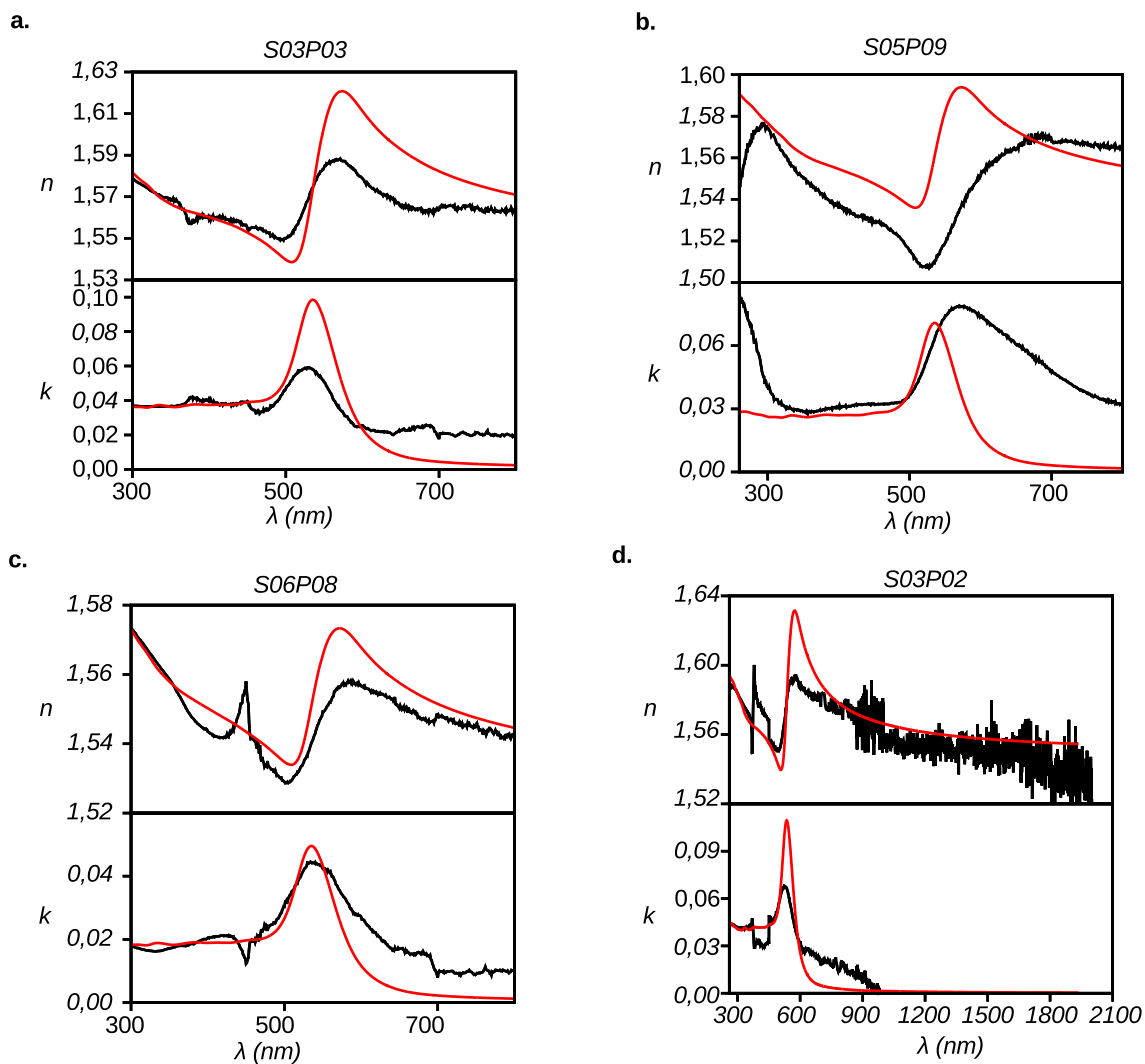 a.
S03P03
1,63
1,61
1,59
n
1,57
1,55
1,53
0,10
0,08
0,06
k
0,04
0,02
0,00
300 500 700
λ (nm)
b.
S05P09
1,60
1,58
1,56
n
1,54
1,52
1,50
0,06
k
0,03
0,00
300 500 700
λ (nm)
c.
S06P08
1,58
1,56
n
1,54
1,52
0,04
k
0,02
0,00
300 500 700
λ (nm)
d.
S03P02
1,64
1,60
n
1,56
1,52
0,09
0,06
k
0,03
0,00
300 600 900 1200 1500 1800 2100
λ (nm)